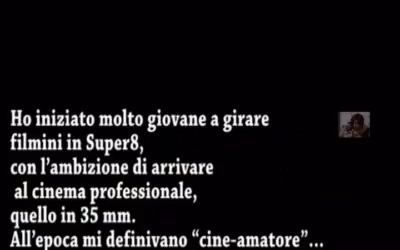 Ho iniziato molto giovane a girare
filmini in Super8,
con l’ambizione di arrivare
al cinema professionale,
quello in 35 mm.
All’epoca mi definivano “cine-amatore”...